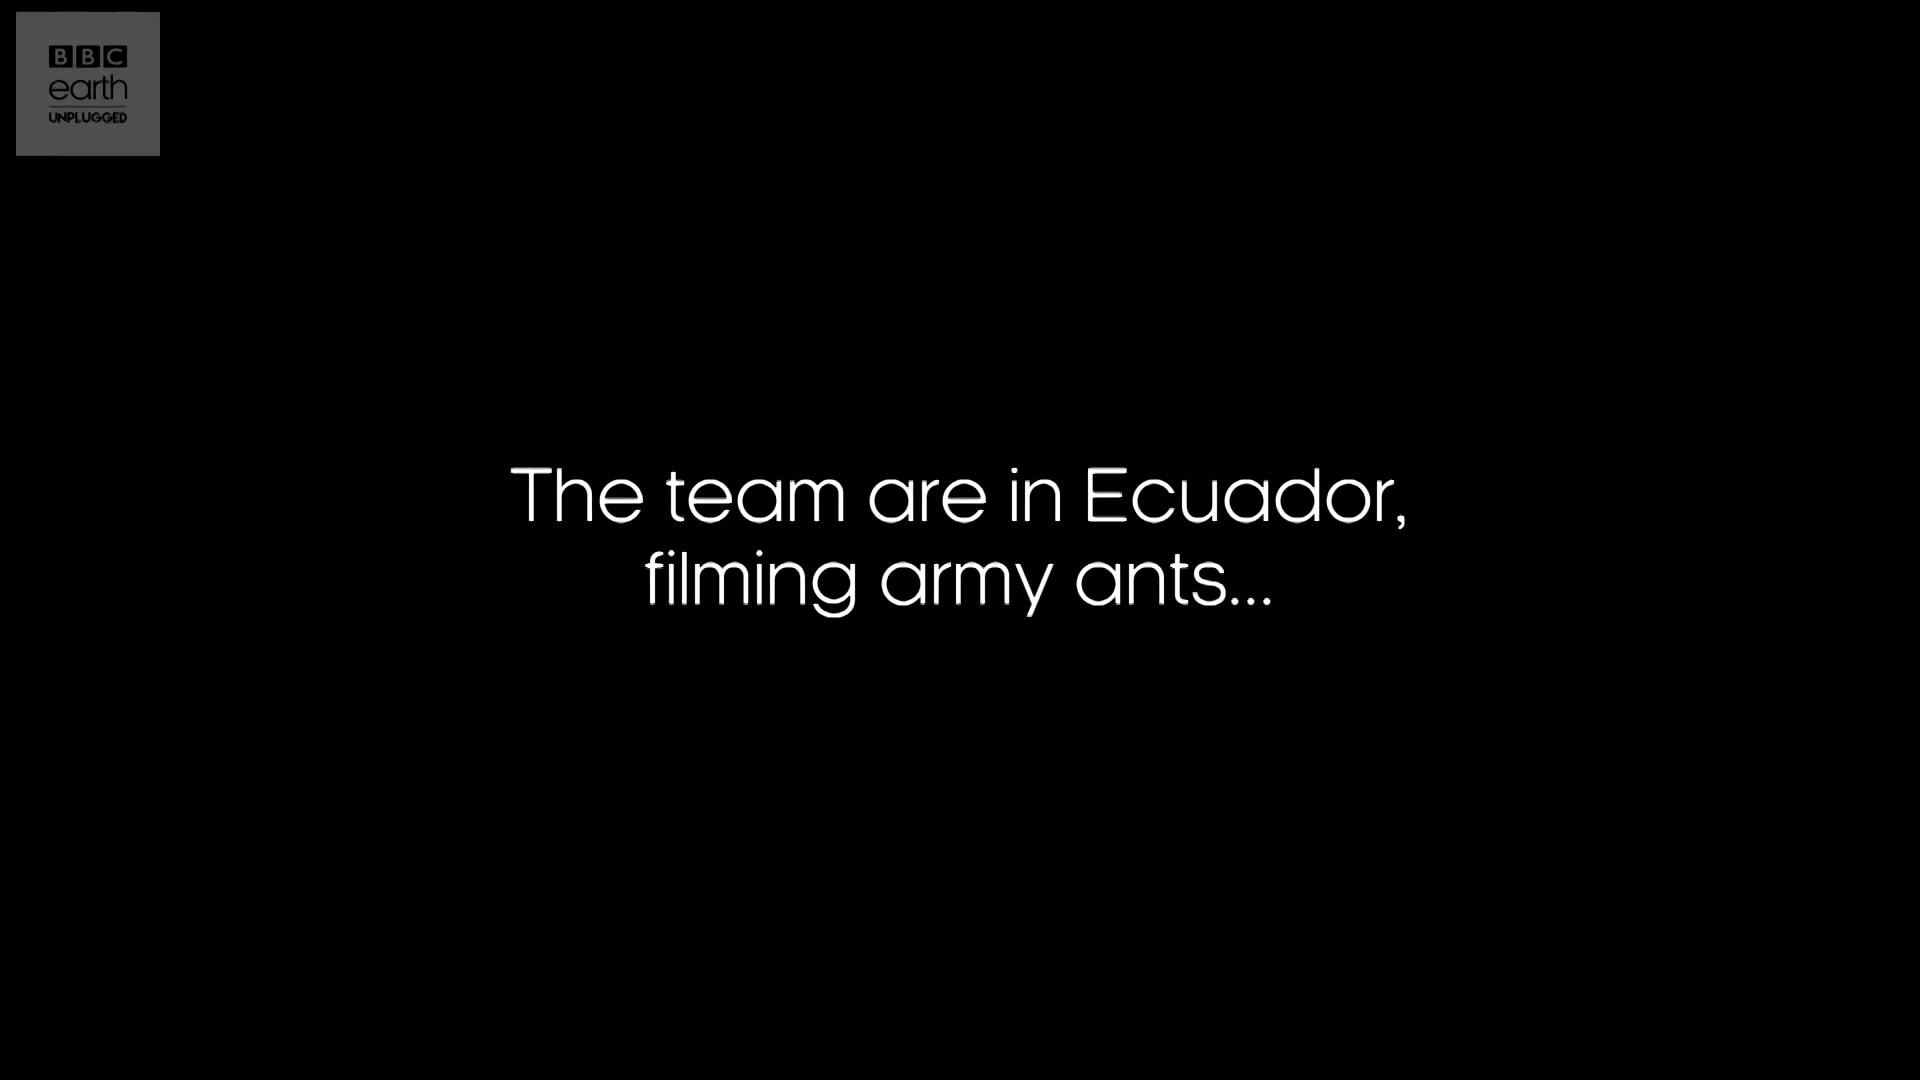 BBC
earth
UNPLUGGED
The team are in Ecuador,
filming army ants...